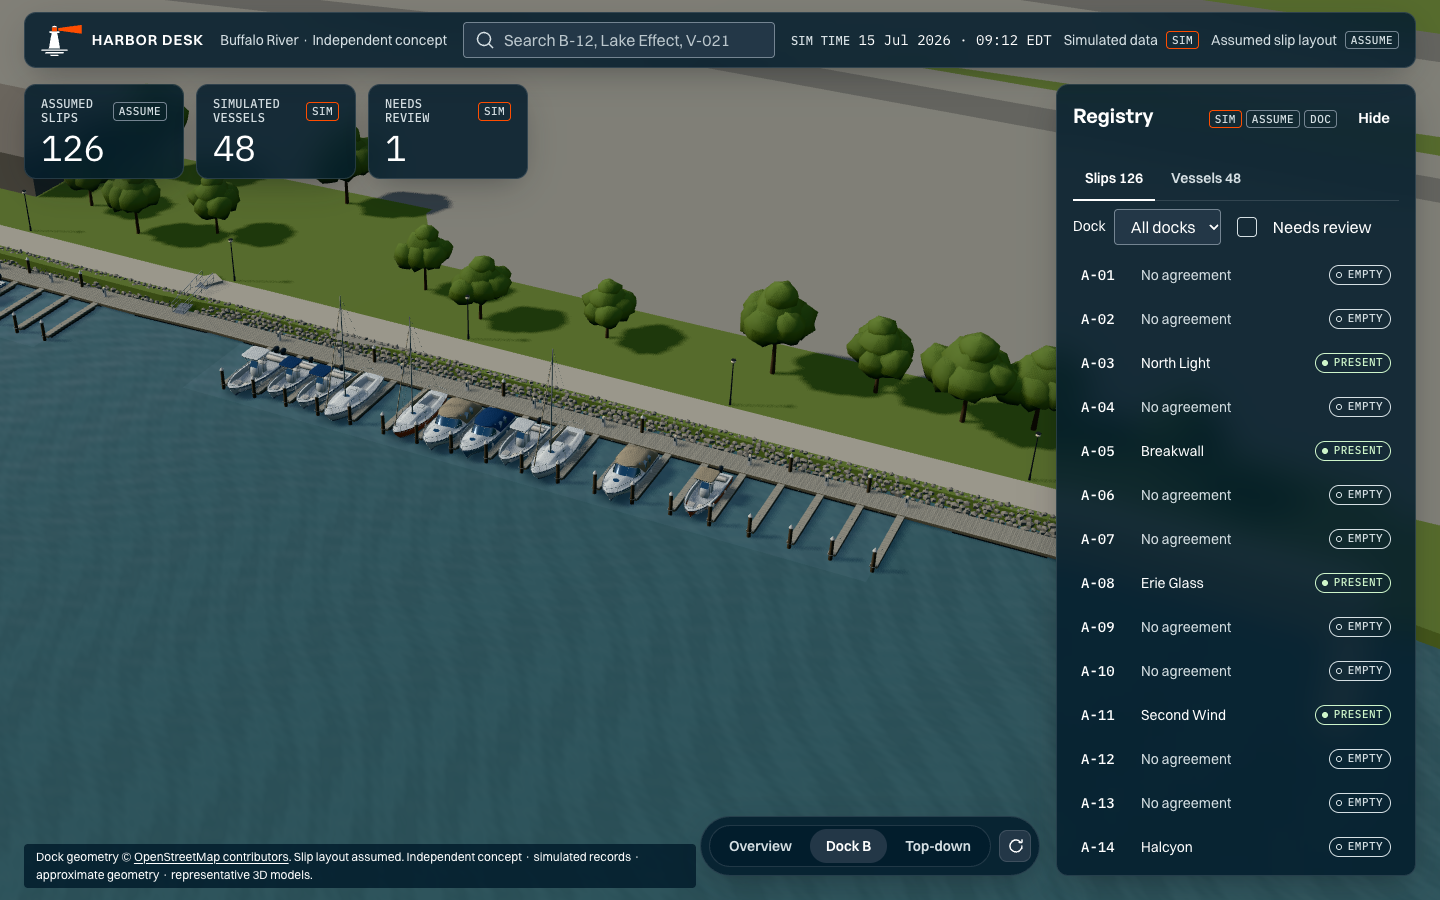 HARBOR DESK
Buffalo River · Independent concept
Search B-12, Lake Effect, V-021
SIM TIME 15 Jul 2026 · 09:12 EDT
Simulated data SIM
Assumed slip layout ASSUME
ASSUMED SLIPS ASSUME
126
SIMULATED VESSELS SIM
48
NEEDS REVIEW SIM
1
Registry SIM ASSUME DOC Hide
Slips 126 Vessels 48
Dock All docks Needs review
A-01 No agreement EMPTY
A-02 No agreement EMPTY
A-03 North Light PRESENT
A-04 No agreement EMPTY
A-05 Breakwall PRESENT
A-06 No agreement EMPTY
A-07 No agreement EMPTY
A-08 Erie Glass PRESENT
A-09 No agreement EMPTY
A-10 No agreement EMPTY
A-11 Second Wind PRESENT
A-12 No agreement EMPTY
A-13 No agreement EMPTY
A-14 Halcyon EMPTY
Overview Dock B Top-down
Dock geometry © OpenStreetMap contributors. Slip layout assumed. Independent concept · simulated records ·
approximate geometry · representative 3D models.